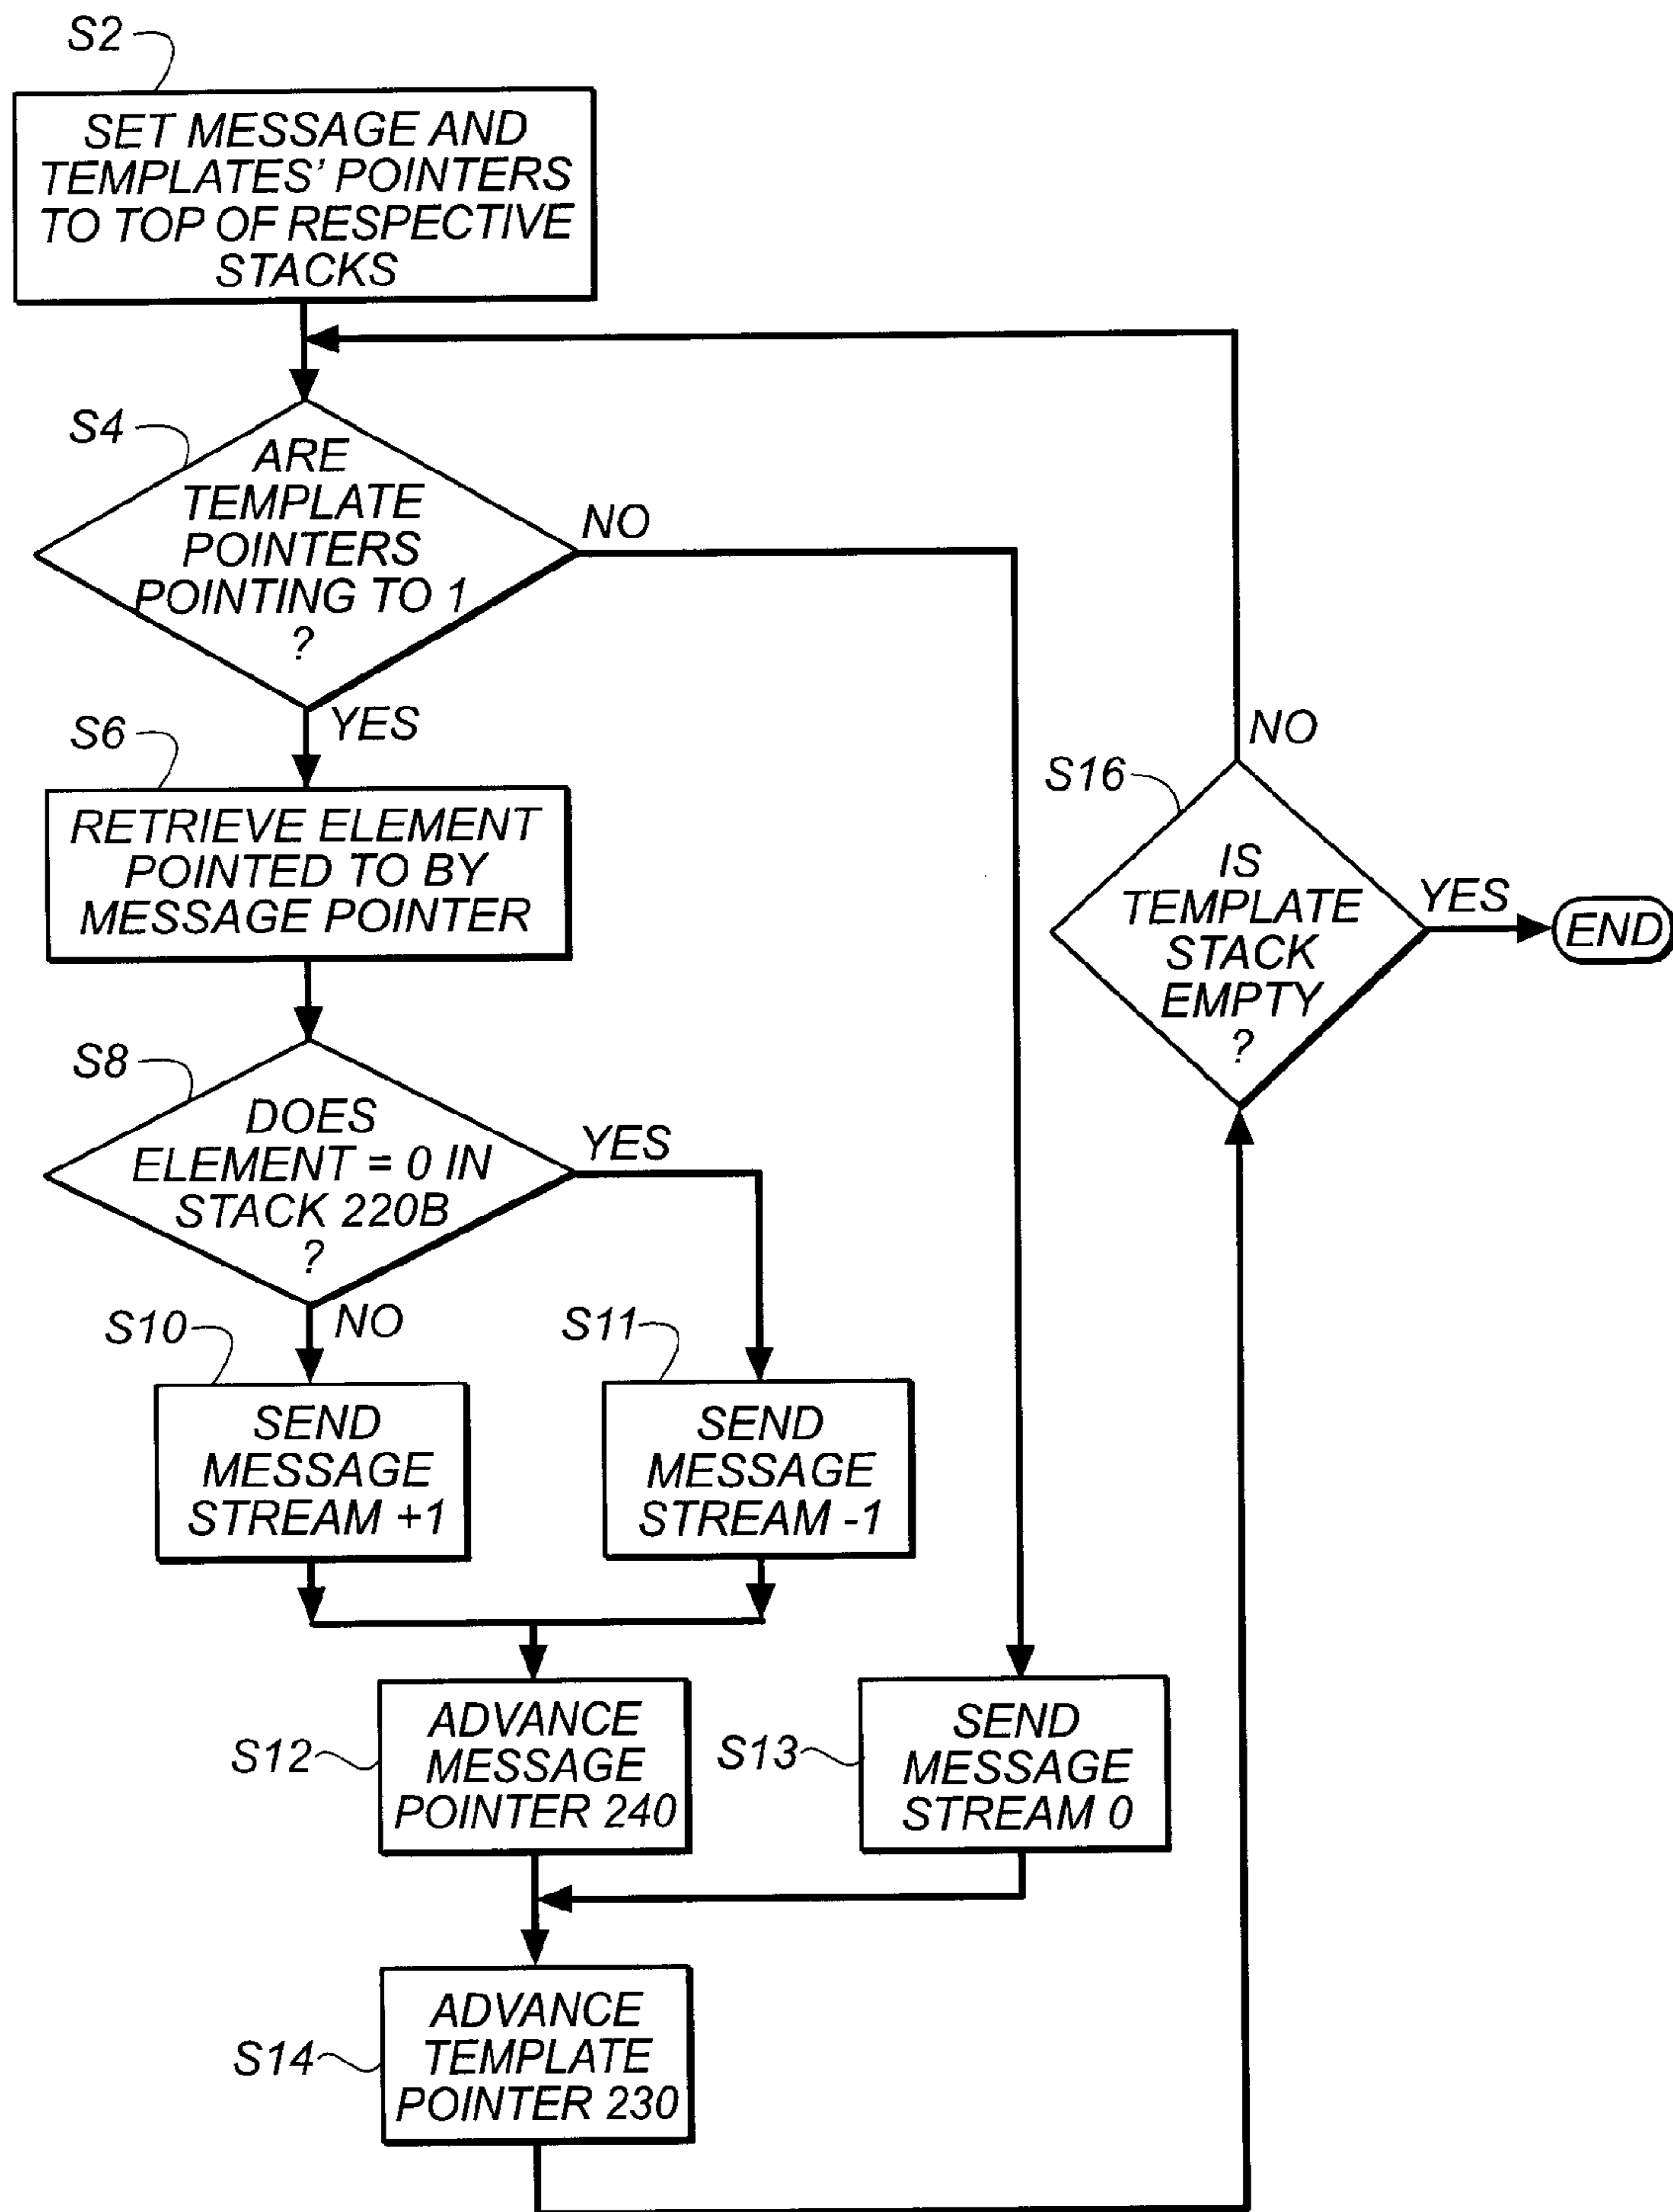 S2
SET MESSAGE AND
TEMPLATES' POINTERS
TO TOP OF RESPECTIVE
STACKS
S4
ARE
TEMPLATE
POINTERS
POINTING TO 1
?
NO
YES
S6
RETRIEVE ELEMENT
POINTED TO BY
MESSAGE POINTER
S8
DOES
ELEMENT = 0 IN
STACK 220B
?
YES
NO
S10
SEND
MESSAGE
STREAM +1
S11
SEND
MESSAGE
STREAM -1
S12
ADVANCE
MESSAGE
POINTER 240
S13
SEND
MESSAGE
STREAM 0
S14
ADVANCE
TEMPLATE
POINTER 230
S16
IS
TEMPLATE
STACK
EMPTY
?
NO
YES
END